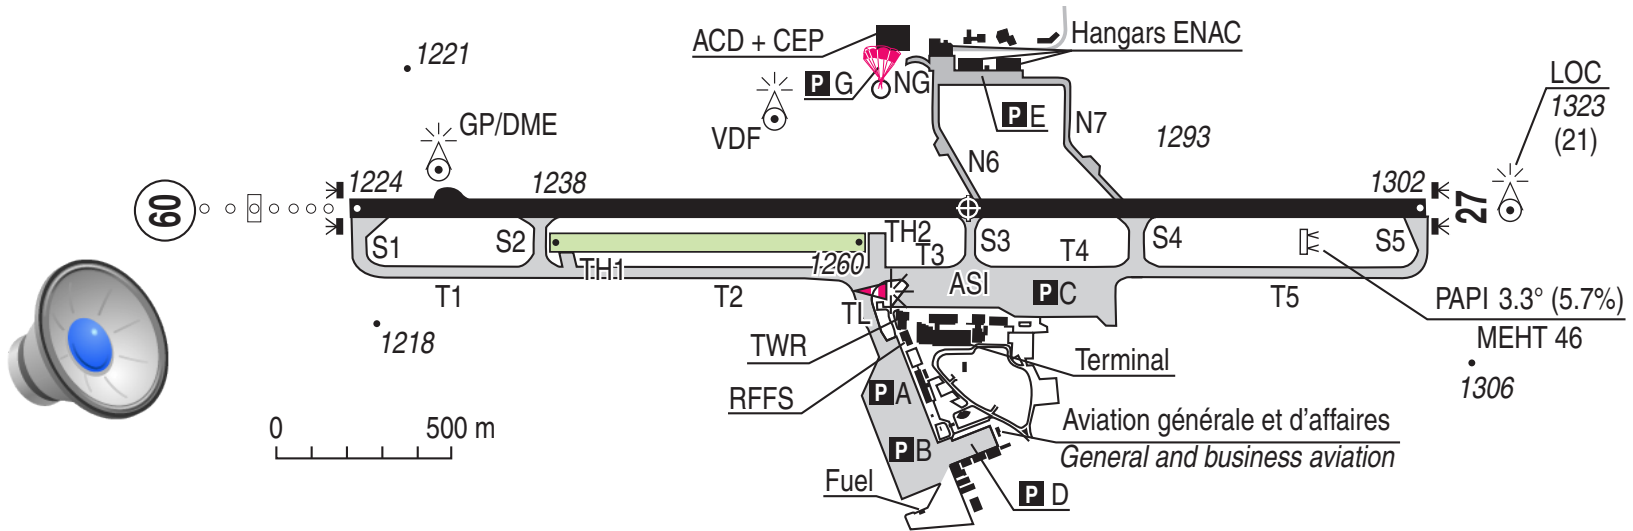 ACD + CEP
Hangars ENAC
1221
P G
NG
LOC
1323
(21)
GP/DME
VDF
P E
N7
1293
N6
1224
1238
1302
09
27
S1
S2
TH2
T3
S3
T4
S4
S5
TH1
1260
ASI
P C
T1
T2
T5
TL
PAPI 3.3° (5.7%)
MEHT 46
1218
TWR
Terminal
1306
RFFS
P A
Aviation générale et d'affaires
General and business aviation
0
500 m
P B
Fuel
P D